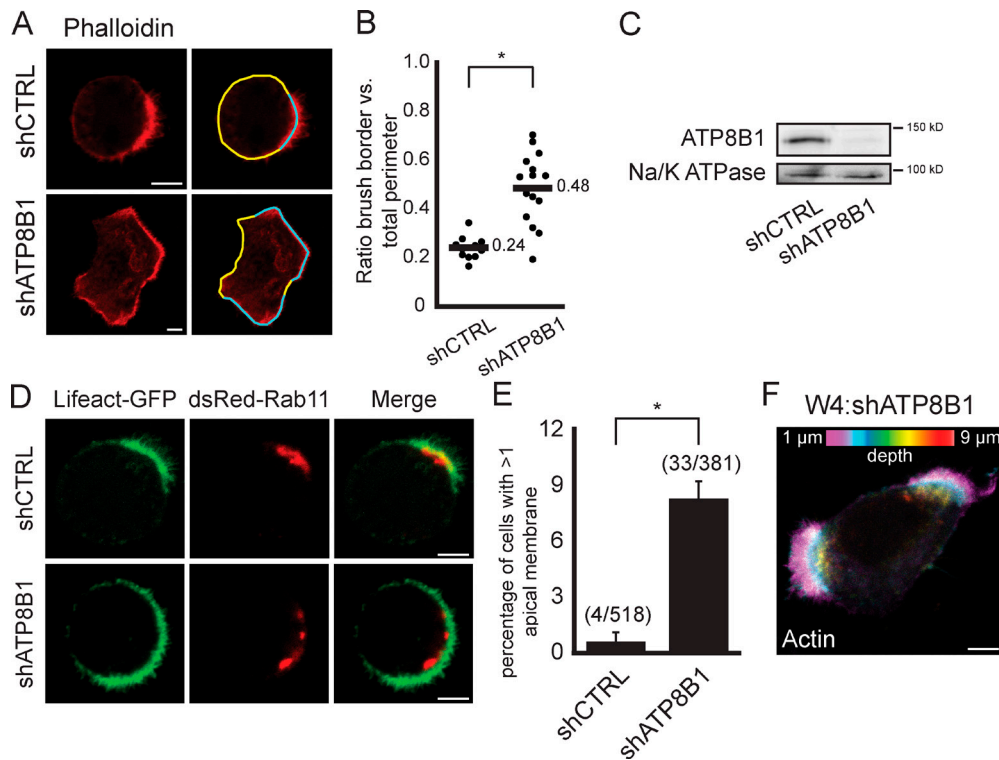 A
Phalloidin
shCTRL
shATP8B1
B
Ratio brush border vs.
total perimeter
1.0
0.8
0.6
0.4
0.2
0
*
0.24
0.48
shCTRL
shATP8B1
C
ATP8B1
Na/K ATPase
150 kD
100 kD
shCTRL
shATP8B1
D
Lifeact-GFP
dsRed-Rab11
Merge
shCTRL
shATP8B1
E
percentage of cells with >1
apical membrane
12
9
6
3
0
*
(4/518)
(33/381)
shCTRL
shATP8B1
F
W4:shATP8B1
1 µm
9 µm
depth
Actin